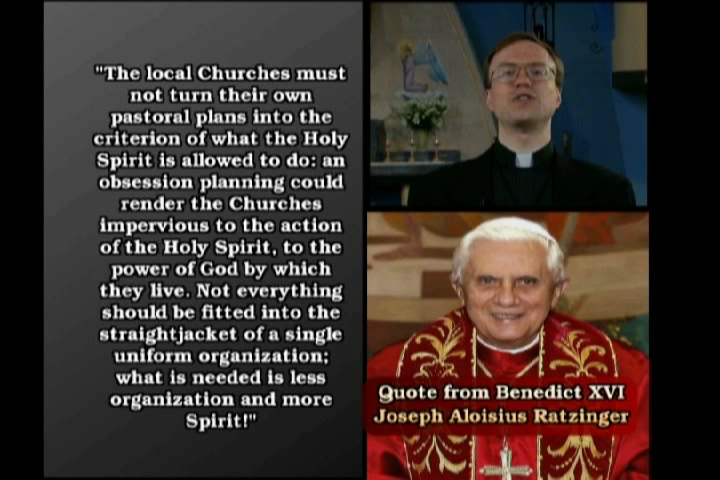 "The local Churches must
not turn their own
pastoral plans into the
criterion of what the Holy
Spirit is allowed to do: an
obsession planning could
render the Churches
impervious to the action
of the Holy Spirit, to the
power of God by which
they live. Not everything
should be fitted into the
straightjacket of a single
uniform organization;
what is needed is less
organization and more
Spirit!"
Quote from Benedict XVI
Joseph Aloisius Ratzinger